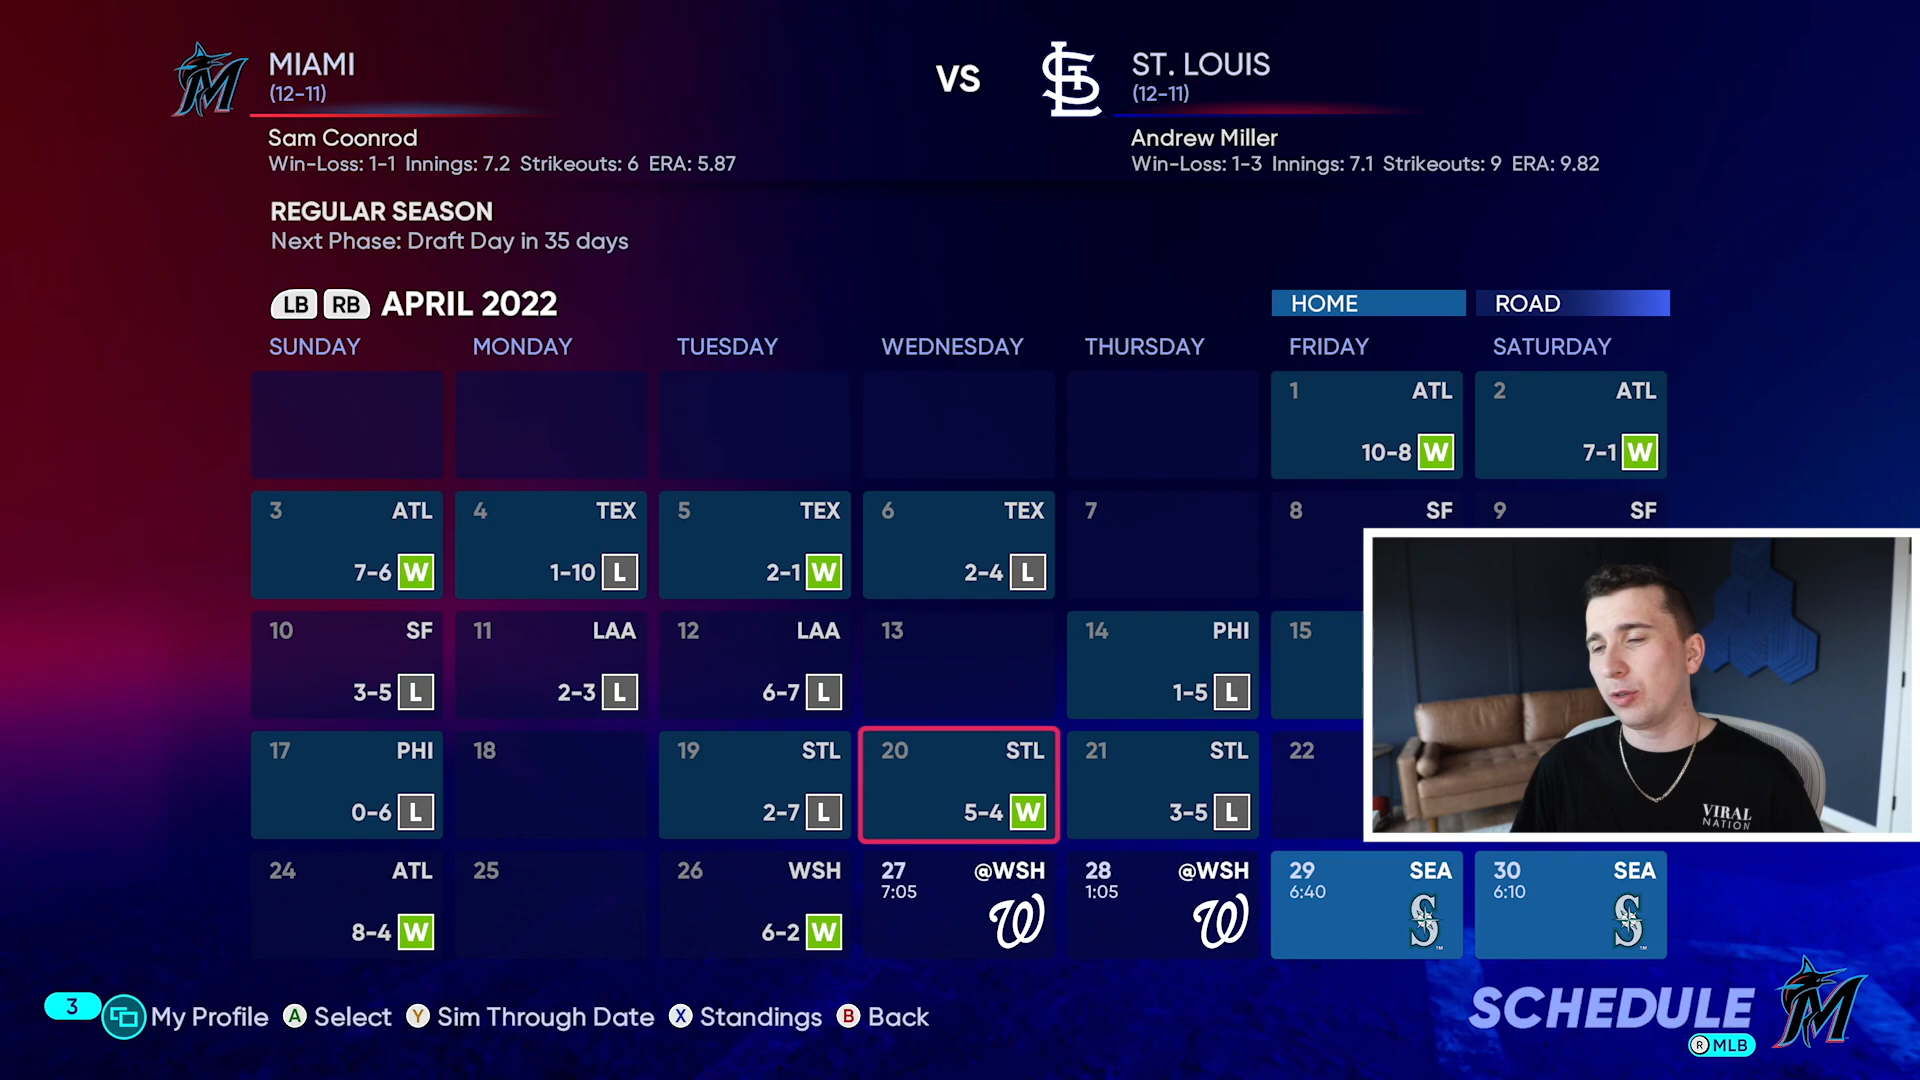 MIAMI
(12-11)
VS
ST. LOUIS
(12-11)
Sam Coonrod
Win-Loss: 1-1 Innings: 7.2 Strikeouts: 6 ERA: 5.87
Andrew Miller
Win-Loss: 1-3 Innings: 7.1 Strikeouts: 9 ERA: 9.82
REGULAR SEASON
Next Phase: Draft Day in 35 days
LB RB APRIL 2022
HOME ROAD
SUNDAY MONDAY TUESDAY WEDNESDAY THURSDAY FRIDAY SATURDAY
1 ATL 2 ATL
10-8 W 7-1 W
3 ATL 4 TEX 5 TEX 6 TEX 7 8 SF 9 SF
7-6 W 1-10 L 2-1 W 2-4 L
10 SF 11 LAA 12 LAA 13 14 PHI 15
3-5 L 2-3 L 6-7 L 1-5 L
17 PHI 18 19 STL 20 STL 21 STL 22
0-6 L 2-7 L 5-4 W 3-5 L
VIRAL
NATION
24 ATL 25 26 WSH 27 @WSH 28 @WSH 29 SEA 30 SEA
7:05 1:05 6:40 6:10
8-4 W 6-2 W
3 My Profile A Select Y Sim Through Date X Standings B Back
SCHEDULE
R MLB